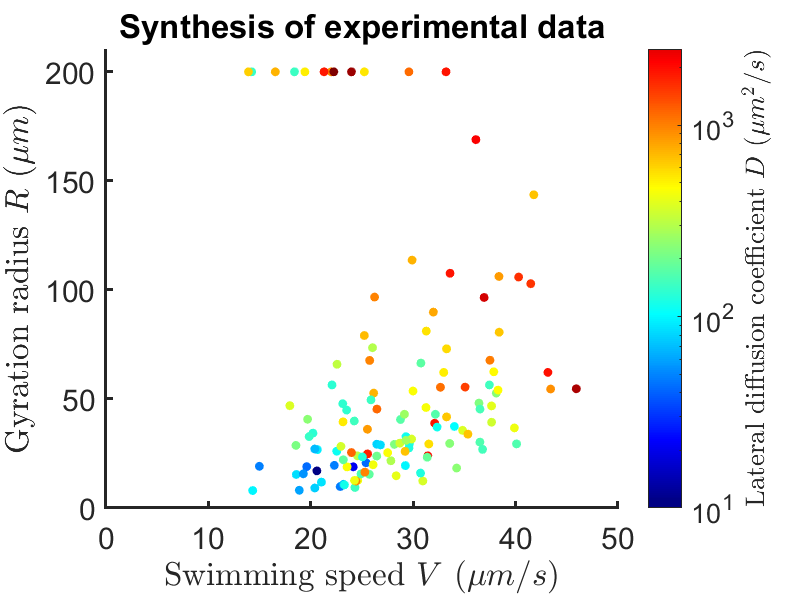 Synthesis of experimental data
Gyration radius R (μm)
200
150
100
50
0
0 10 20 30 40 50
Swimming speed V (μm/s)
10³
10²
10¹
Lateral diffusion coefficient D (μm²/s)